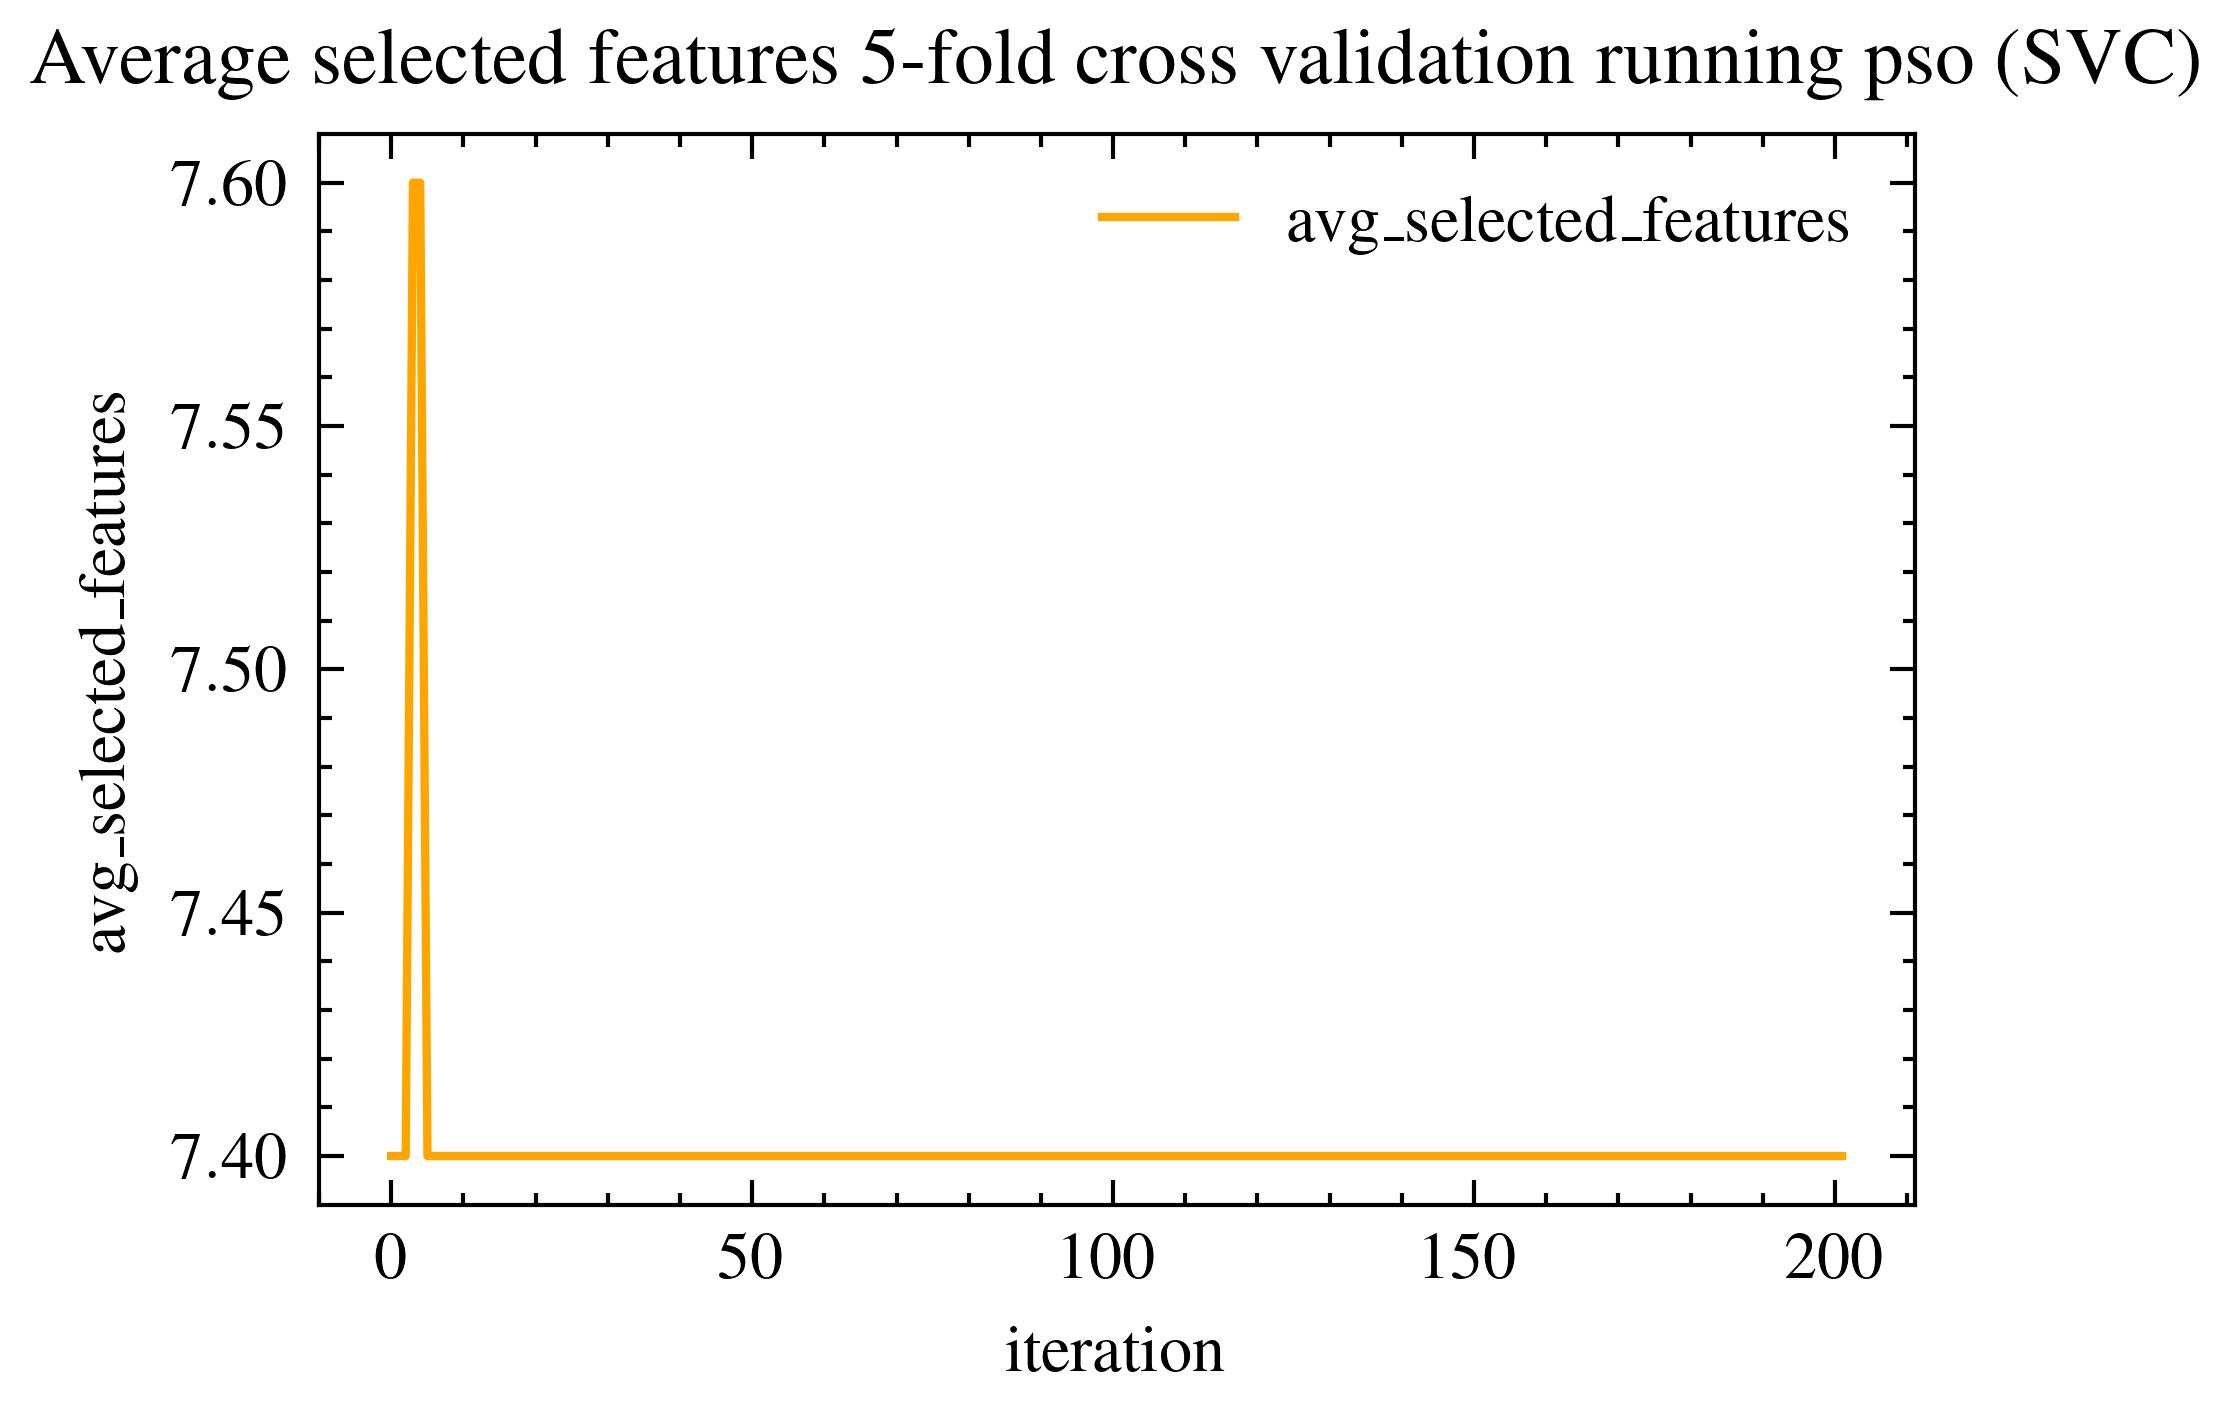 Average selected features 5-fold cross validation running pso (SVC)
avg_selected_features
7.60
7.55
7.50
7.45
7.40
avg_selected_features
0 50 100 150 200
iteration